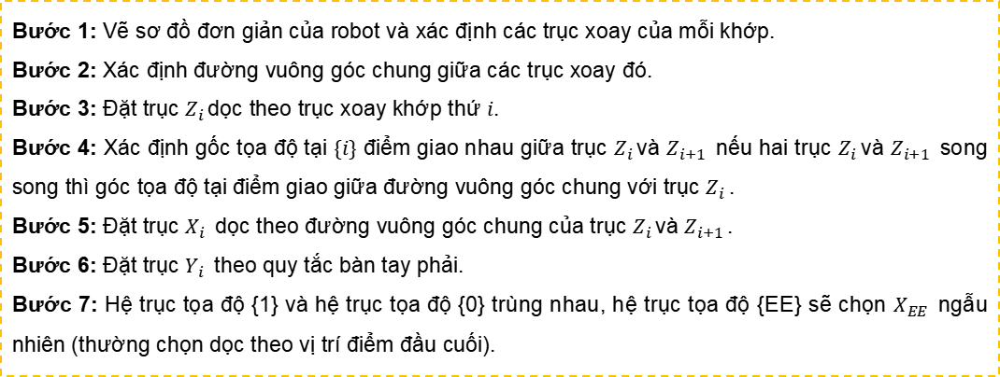 Bước 1: Vẽ sơ đồ đơn giản của robot và xác định các trục xoay của mỗi khớp.
Bước 2: Xác định đường vuông góc chung giữa các trục xoay đó.
Bước 3: Đặt trục Z_i dọc theo trục xoay khớp thứ i.
Bước 4: Xác định gốc tọa độ tại {i} điểm giao nhau giữa trục Z_i và Z_{i+1} nếu hai trục Z_i và Z_{i+1} song
song thì góc tọa độ tại điểm giao giữa đường vuông góc chung với trục Z_i .
Bước 5: Đặt trục X_i dọc theo đường vuông góc chung của trục Z_i và Z_{i+1} .
Bước 6: Đặt trục Y_i theo quy tắc bàn tay phải.
Bước 7: Hệ trục tọa độ {1} và hệ trục tọa độ {0} trùng nhau, hệ trục tọa độ {EE} sẽ chọn X_{EE} ngẫu
nhiên (thường chọn dọc theo vị trí điểm đầu cuối).